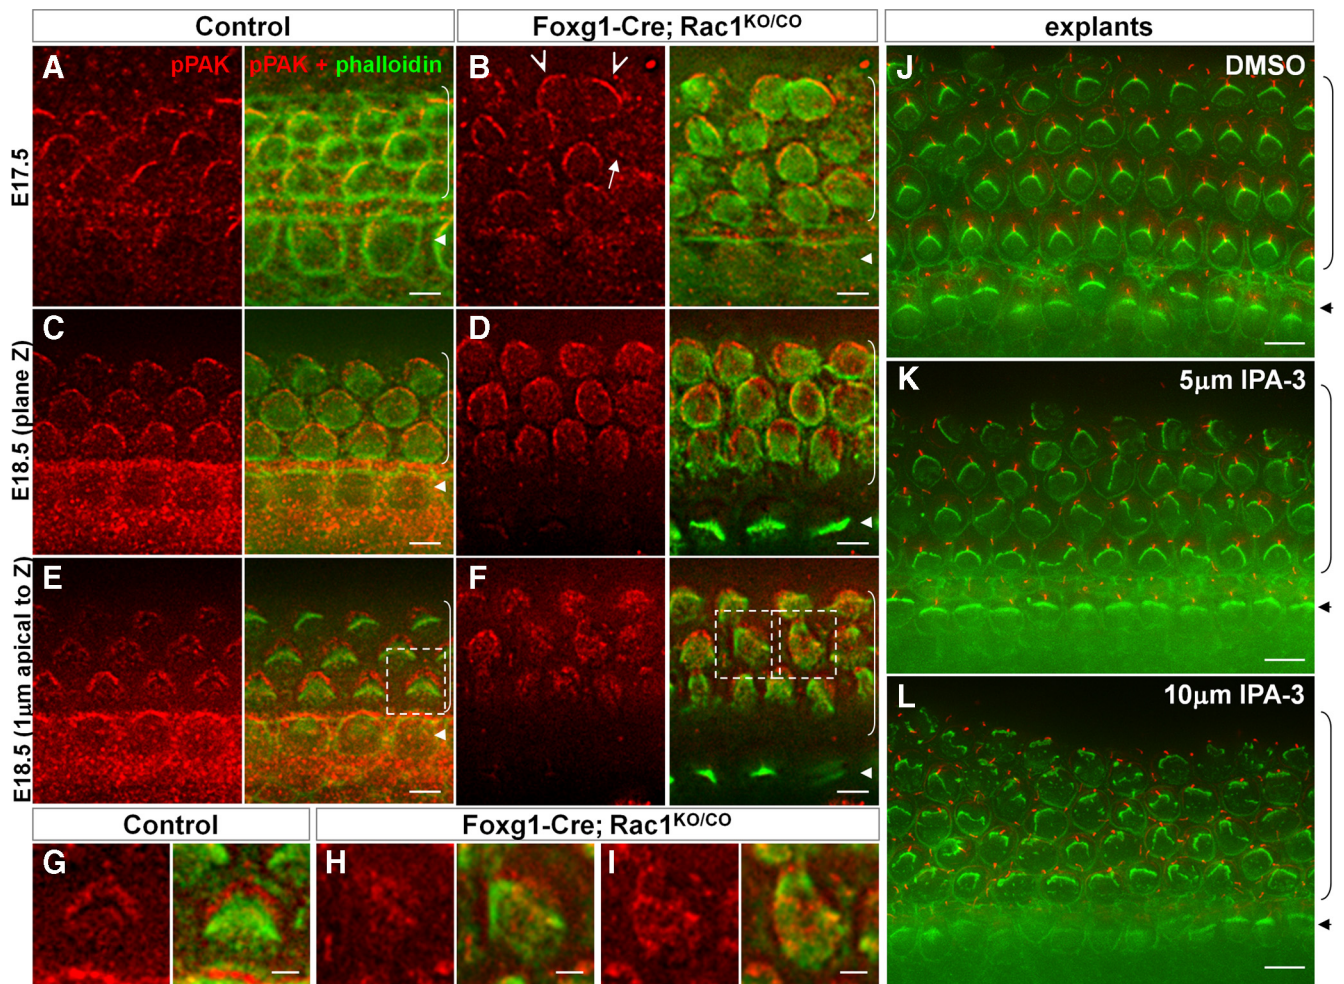 Control
Foxg1-Cre; Rac1KO/CO
explants
A
pPAK
pPAK + phalloidin
B
J
DMSO
E17.5
C
D
K
5μm IPA-3
E18.5 (plane Z)
E
F
L
10μm IPA-3
E18.5 (1μm apical to Z)
Control
Foxg1-Cre; Rac1KO/CO
G
H
I